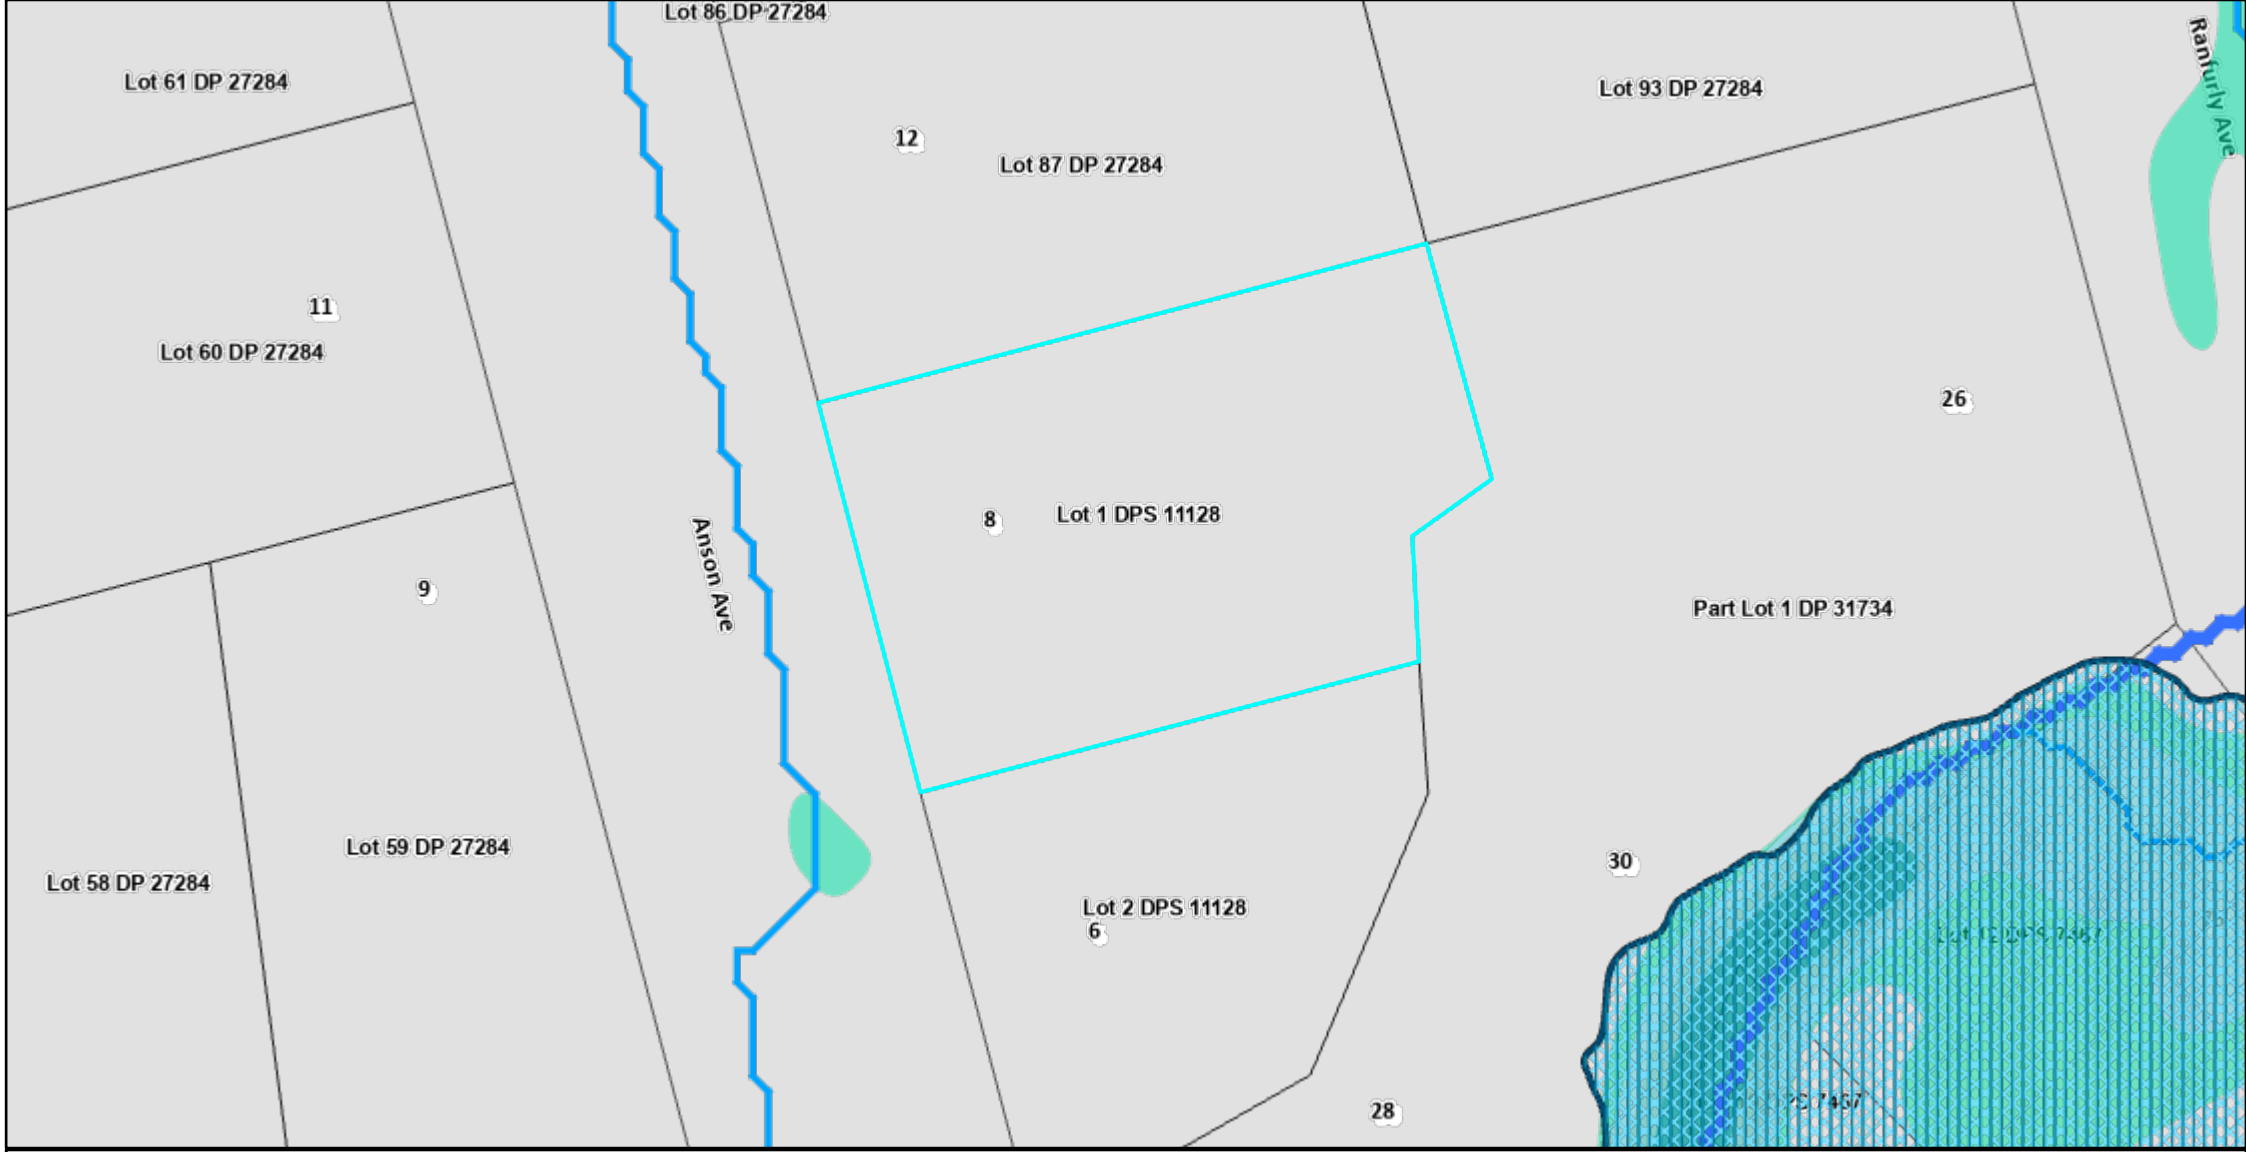 Lot 86 DP 27284
Lot 61 DP 27284
Lot 93 DP 27284
Ranfurly Ave
12
Lot 87 DP 27284
11
Lot 60 DP 27284
26
8
Lot 1 DPS 11128
Anson Ave
9
Part Lot 1 DP 31734
Lot 59 DP 27284
30
Lot 58 DP 27284
Lot 2 DPS 11128
6
28